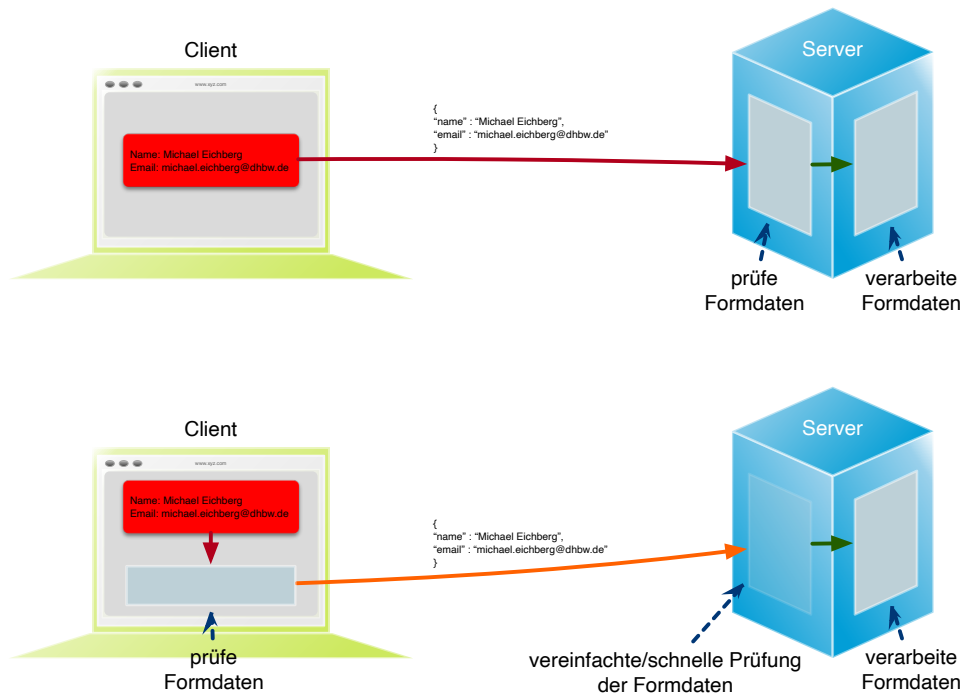 Client
Server
www.xyz.com
{
“name” : “Michael Eichberg”,
“email” : “michael.eichberg@dhbw.de”
}
Name: Michael Eichberg
Email: michael.eichberg@dhbw.de
prüfe
Formdaten
verarbeite
Formdaten
Client
Server
www.xyz.com
Name: Michael Eichberg
Email: michael.eichberg@dhbw.de
{
“name” : “Michael Eichberg”,
“email” : “michael.eichberg@dhbw.de”
}
prüfe
Formdaten
vereinfachte/schnelle Prüfung
der Formdaten
verarbeite
Formdaten